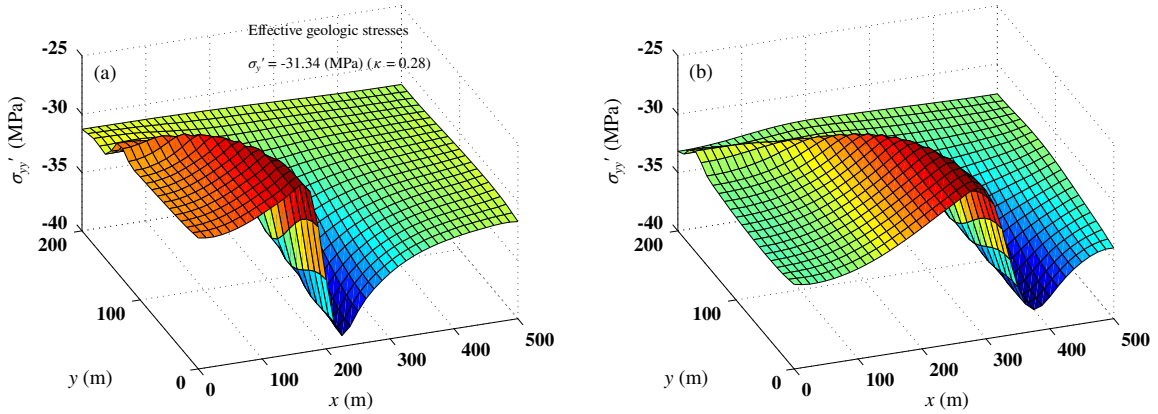 Effective geologic stresses
σy′ = -31.34 (MPa) (κ = 0.28)
(a)
-25
-30
-35
-40
σyy′ (MPa)
200
100
0
y (m)
0
100
200
300
400
500
x (m)
(b)
-25
-30
-35
-40
σyy′ (MPa)
200
100
0
y (m)
0
100
200
300
400
500
x (m)